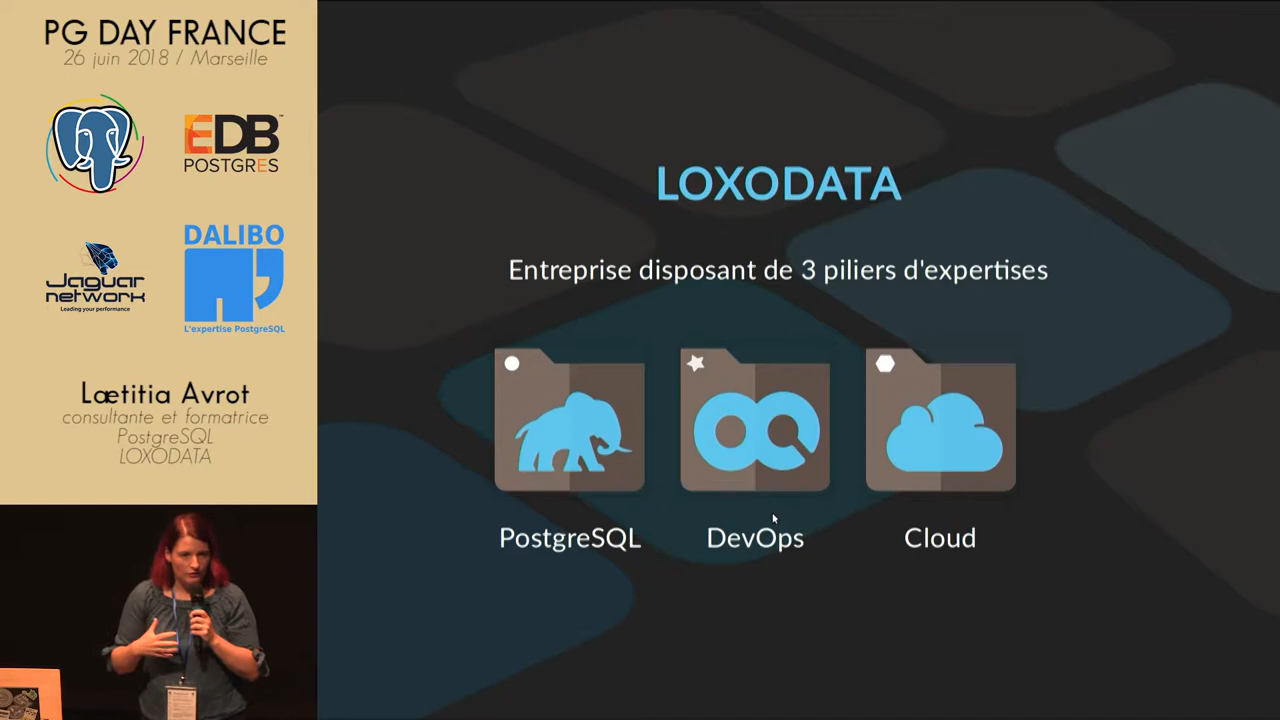 PG DAY FRANCE
26 juin 2018 / Marseille
EDB™
POSTGRES
Jaguar
network
Leading your performance
DALIBO
L'expertise PostgreSQL
Lætitia Avrot
consultante et formatrice
PostgreSQL
LOXODATA
LOXODATA
Entreprise disposant de 3 piliers d'expertises
PostgreSQL
DevOps
Cloud